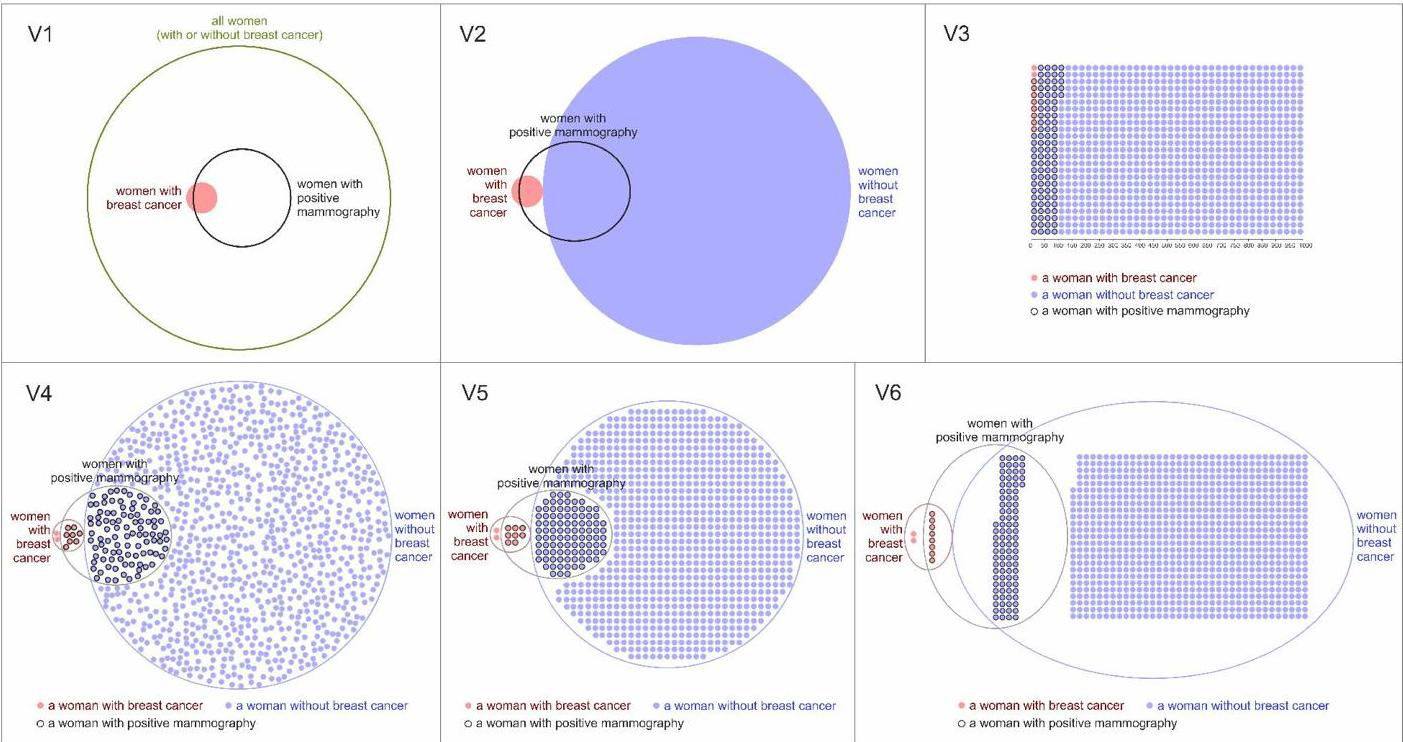 V1
all women
(with or without breast cancer)
women with
breast cancer
women with
positive
mammography
V2
women with
positive mammography
women
with
breast
cancer
women
without
breast
cancer
V3
0 50 100 150 200 250 300 350 400 450 500 550 600 650 700 750 800 850 900 950 1000
a woman with breast cancer
a woman without breast cancer
a woman with positive mammography
V4
women with
positive mammography
women
with
breast
cancer
women
without
breast
cancer
a woman with breast cancer a woman without breast cancer
a woman with positive mammography
V5
women with
positive mammography
women
with
breast
cancer
women
without
breast
cancer
a woman with breast cancer a woman without breast cancer
a woman with positive mammography
V6
women with
positive mammography
women
with
breast
cancer
women
without
breast
cancer
a woman with breast cancer a woman without breast cancer
a woman with positive mammography